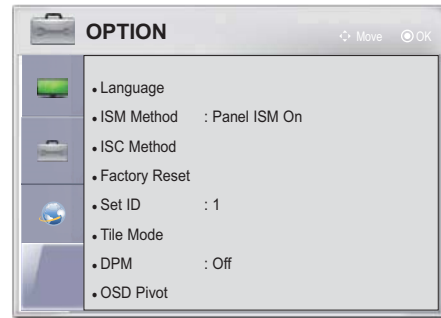 OPTION
Move OK
• Language
• ISM Method : Panel ISM On
• ISC Method
• Factory Reset
• Set ID : 1
• Tile Mode
• DPM : Off
• OSD Pivot